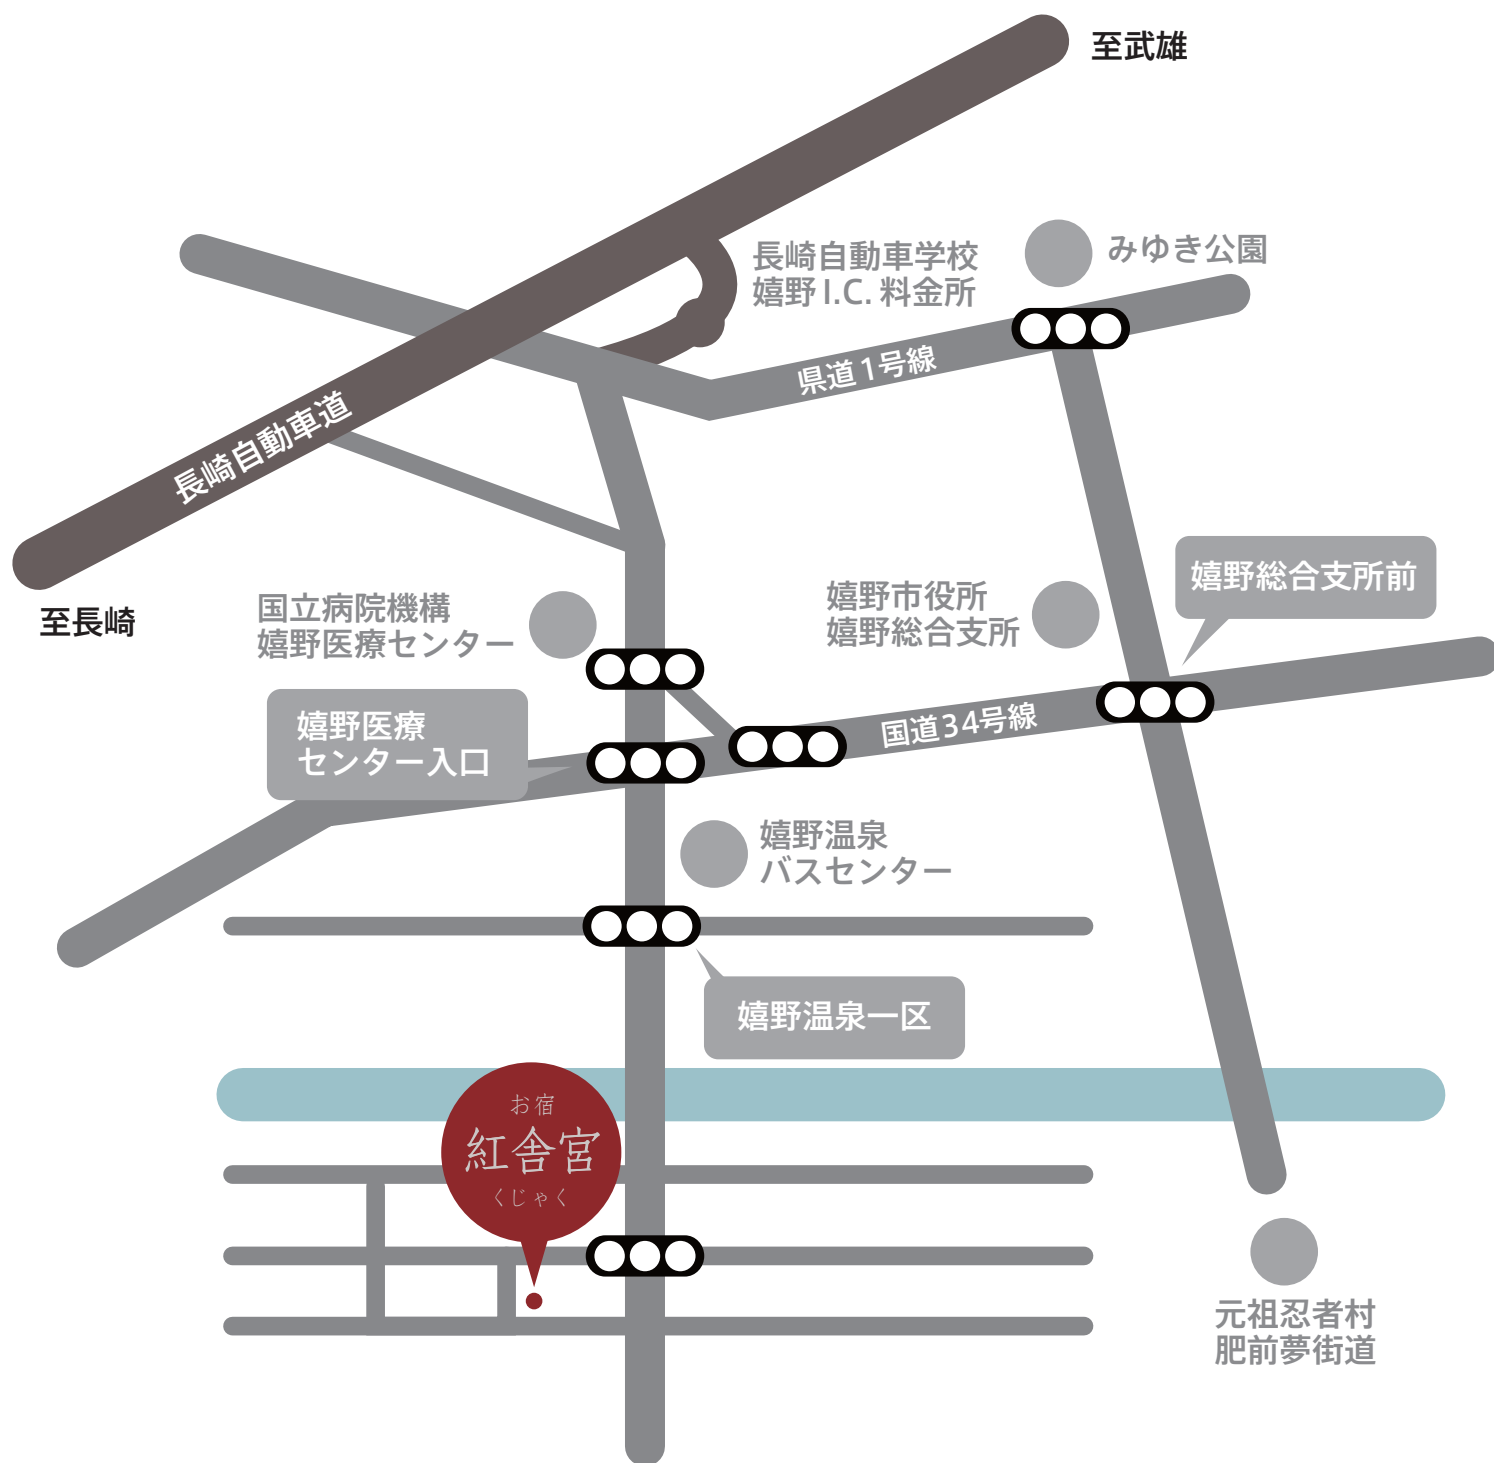 至武雄
長崎自動車学校
嬉野 I.C. 料金所
みゆき公園
県道1号線
長崎自動車道
至長崎
国立病院機構
嬉野医療センター
嬉野市役所
嬉野総合支所
嬉野総合支所前
嬉野医療
センター入口
国道34号線
嬉野温泉
バスセンター
嬉野温泉一区
お宿
紅舎宮
くじゃく
元祖忍者村
肥前夢街道